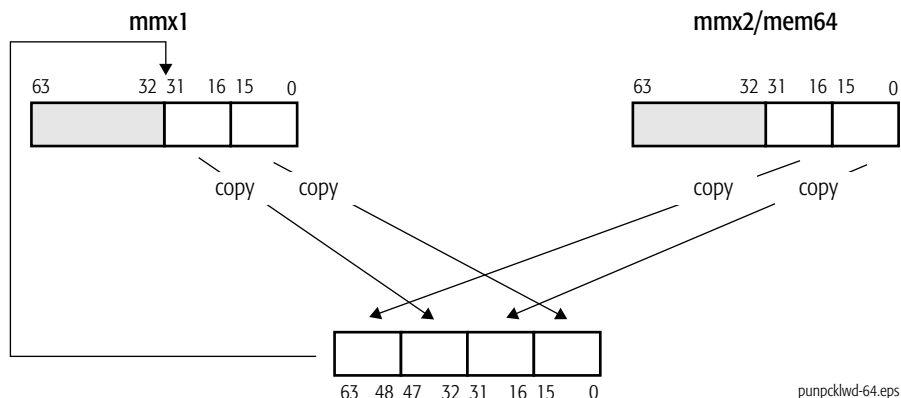 mmx1 mmx2/mem64
63 32 31 16 15 0 63 32 31 16 15 0
copy copy copy copy
63 48 47 32 31 16 15 0
punpcklwd-64.eps